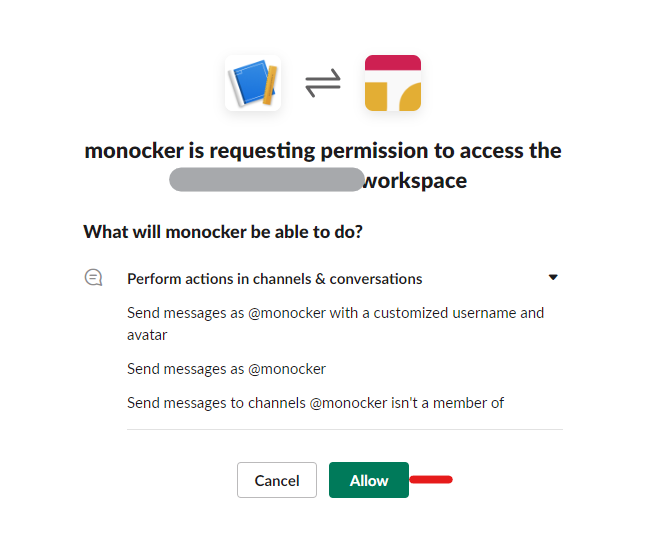 monocker is requesting permission to access the
workspace
What will monocker be able to do?
Perform actions in channels & conversations
Send messages as @monocker with a customized username and
avatar
Send messages as @monocker
Send messages to channels @monocker isn't a member of
Cancel
Allow